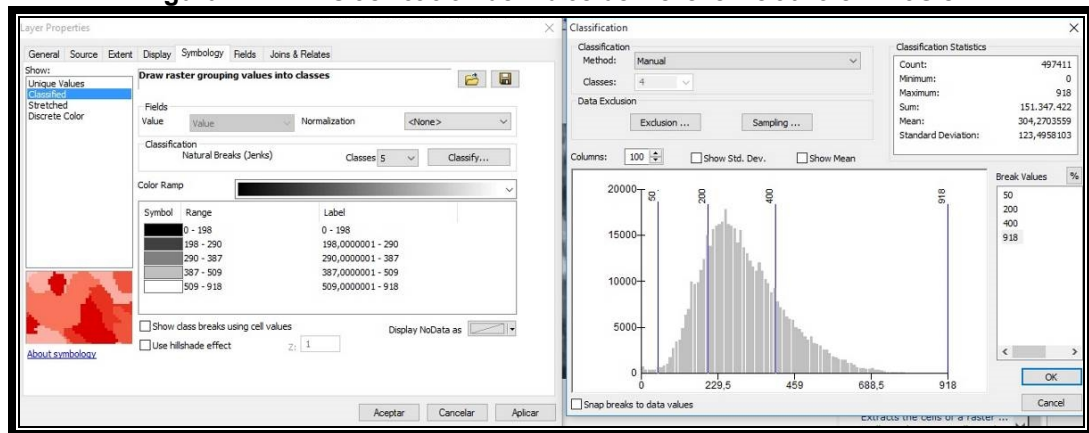 Layer Properties
General Source Extent Display Symbology Fields Joins & Relates
Show:
Unique Values
Classified
Stretched
Discrete Color
Draw raster grouping values into classes
Fields
Value Value Normalization <None>
Classification
Natural Breaks (Jenks) Classes 5 Classify...
Color Ramp
Symbol Range Label
0 - 198 0 - 198
198 - 290 198,0000001 - 290
290 - 387 290,0000001 - 387
387 - 509 387,0000001 - 509
509 - 918 509,0000001 - 918
Show class breaks using cell values
Display NoData as
Use hillshade effect Z: 1
About symbology
Aceptar Cancelar Aplicar
Classification
Classification
Method: Manual
Classes: 4
Data Exclusion
Exclusion ... Sampling ...
Classification Statistics
Count: 497411
Minimum: 0
Maximum: 918
Sum: 151.347.422
Mean: 304,2703559
Standard Deviation: 123,4958103
Columns: 100 Show Std. Dev. Show Mean
Break Values %
50
200
400
918
50 200 400 918
20000
15000
10000
5000
0
0 229,5 459 688,5 918
Snap breaks to data values
OK
Cancel
Extracts the cells of a raster ...